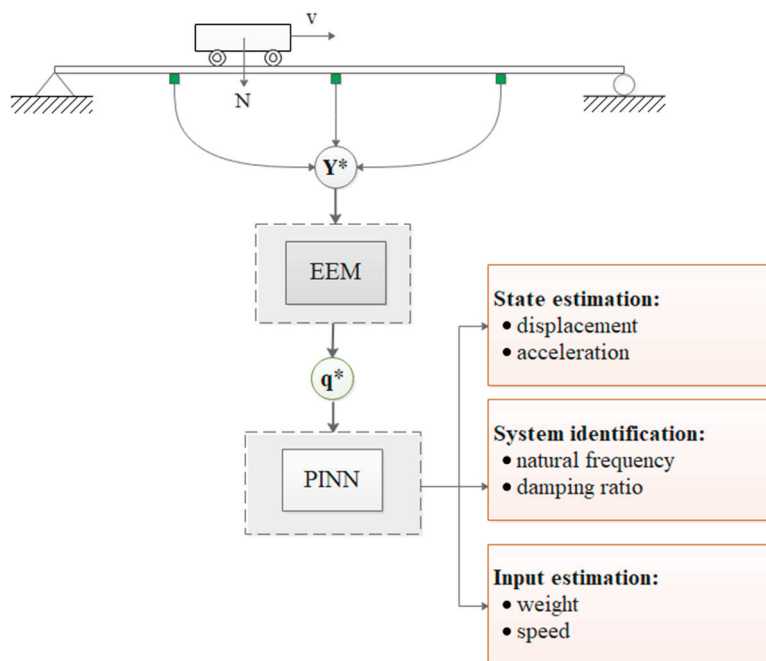 v
N
Y*
EEM
q*
PINN
State estimation:
• displacement
• acceleration
System identification:
• natural frequency
• damping ratio
Input estimation:
• weight
• speed